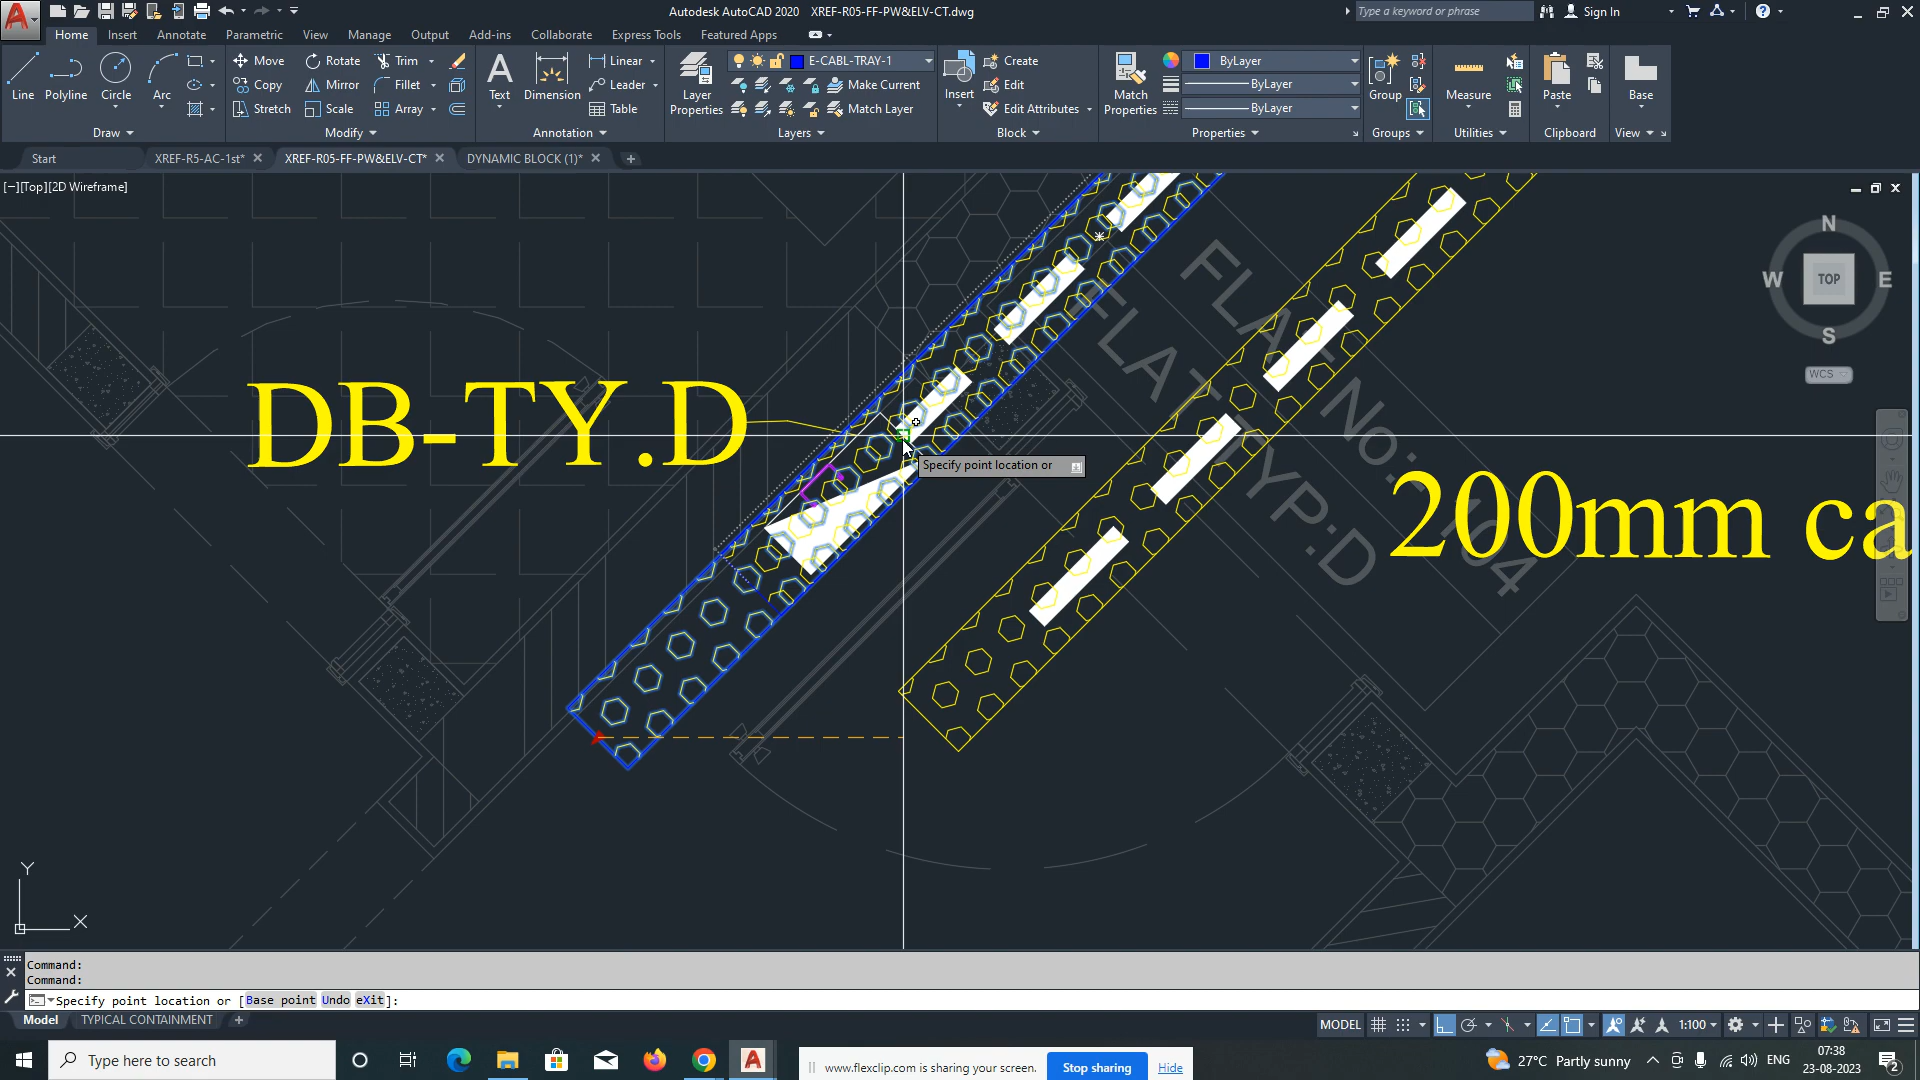 Autodesk AutoCAD 2020 XREF-R05-FF-PW&ELV-CT.dwg
Type a keyword or phrase
Sign In
Home Insert Annotate Parametric View Manage Output Add-ins Collaborate Express Tools Featured Apps
Line Polyline Circle Arc
Move Rotate Trim
Copy Mirror Fillet
Stretch Scale Array
Text Dimension
Linear
Leader
Table
Layer Properties
E-CABL-TRAY-1
Make Current
Match Layer
Insert
Create
Edit
Edit Attributes
Match Properties
ByLayer
ByLayer
ByLayer
Group Measure Paste Base
Draw Modify Annotation Layers Block Properties Groups Utilities Clipboard View
Start XREF-R5-AC-1st* XREF-R05-FF-PW&ELV-CT* DYNAMIC BLOCK (1)*
[−][Top][2D Wireframe]
N
W TOP E
S
WCS
FLAT No:
104
FLAT TYP:D
DB-TY.D
200mm ca
Specify point location or
Y
X
Command:
Command:
Specify point location or [Base point Undo eXit]:
Model TYPICAL CONTAINMENT
MODEL 1:100
Type here to search
www.flexclip.com is sharing your screen. Stop sharing Hide
27°C Partly sunny
ENG
07:38
23-08-2023
2